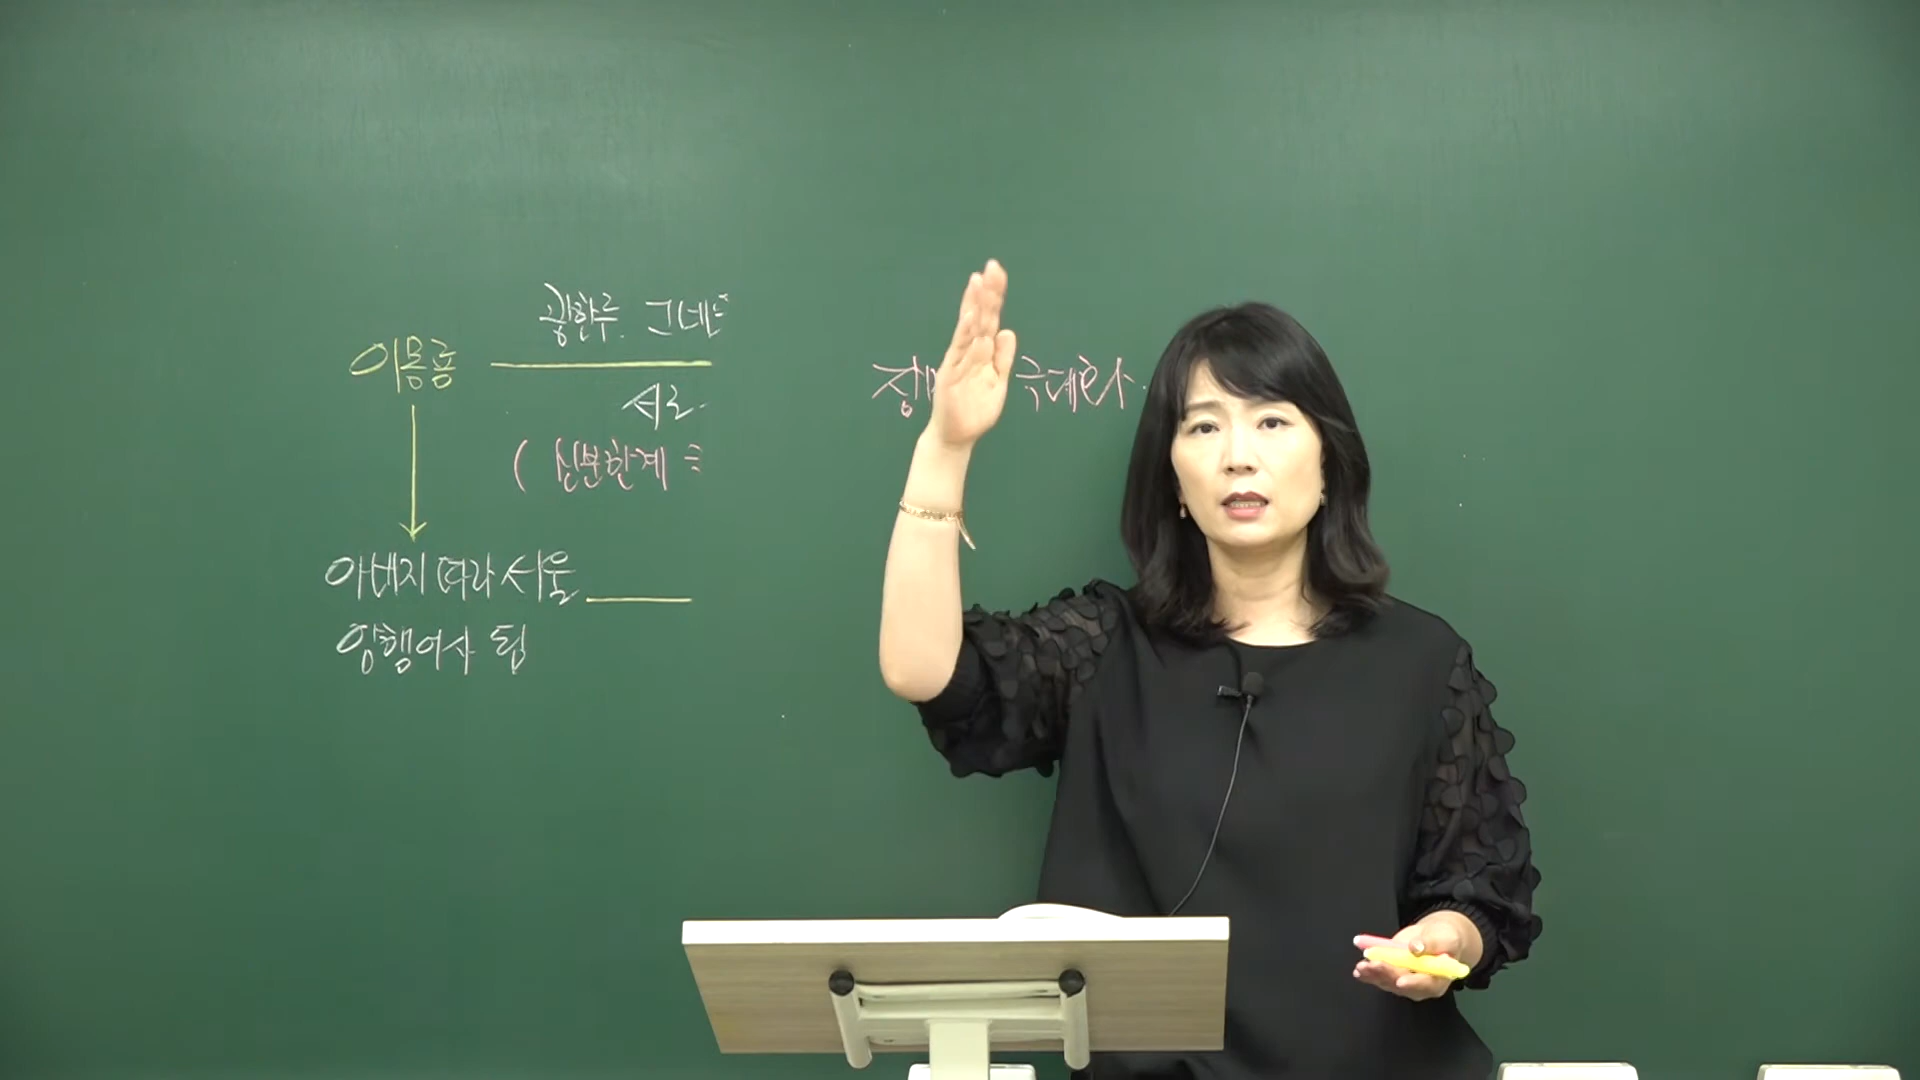 광한루. 그네
이몽룡
서로
극대화
( 신분한계
아버지 따라 서울
암행어사 됨